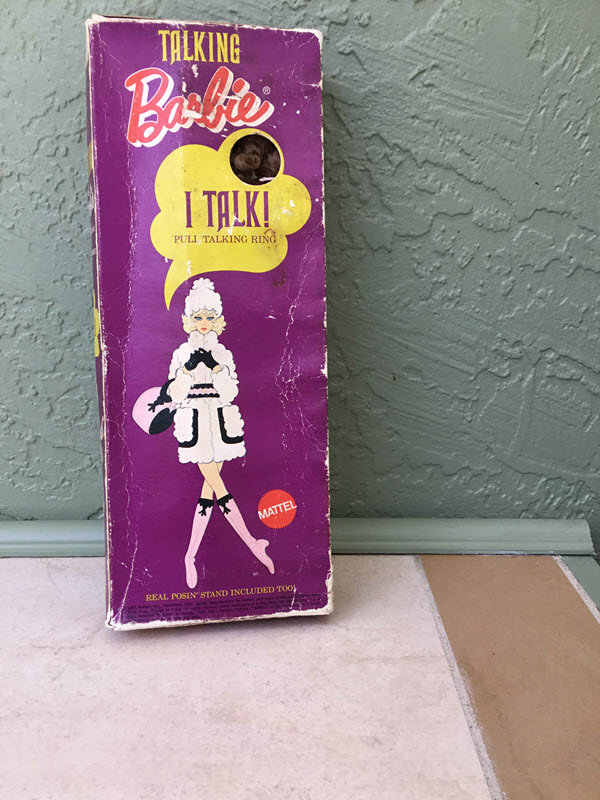 TALKING
Barbie®
I TALK!
PULL TALKING RING
MATTEL
REAL POSIN' STAND INCLUDED TOO!